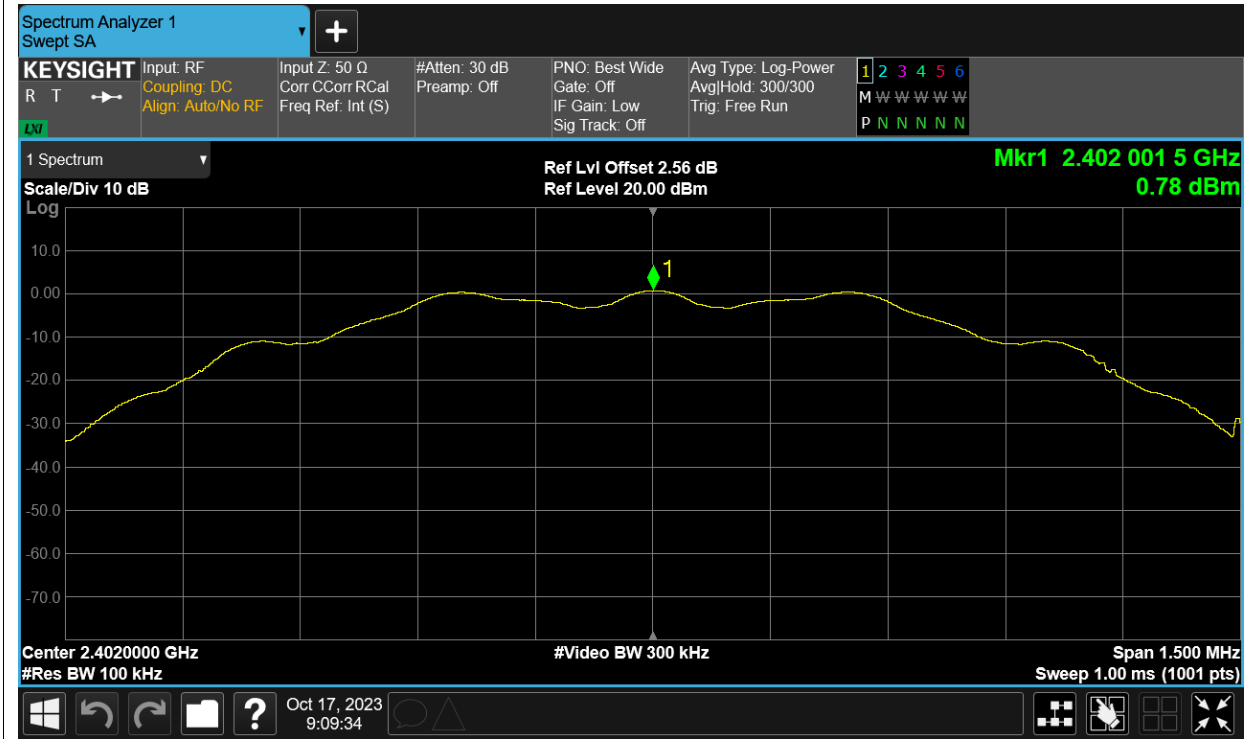 Spectrum Analyzer 1
Swept SA
KEYSIGHT
R T
LXI
Input: RF
Coupling: DC
Align: Auto/No RF
Input Z: 50 Ω
Corr CCorr RCal
Freq Ref: Int (S)
#Atten: 30 dB
Preamp: Off
PNO: Best Wide
Gate: Off
IF Gain: Low
Sig Track: Off
Avg Type: Log-Power
Avg|Hold: 300/300
Trig: Free Run
1 2 3 4 5 6
M W W W W W
P N N N N N
1 Spectrum
Scale/Div 10 dB
Log
Ref Lvl Offset 2.56 dB
Ref Level 20.00 dBm
Mkr1 2.402 001 5 GHz
0.78 dBm
1
10.0
0.00
-10.0
-20.0
-30.0
-40.0
-50.0
-60.0
-70.0
Center 2.4020000 GHz
#Res BW 100 kHz
#Video BW 300 kHz
Span 1.500 MHz
Sweep 1.00 ms (1001 pts)
?
Oct 17, 2023
9:09:34